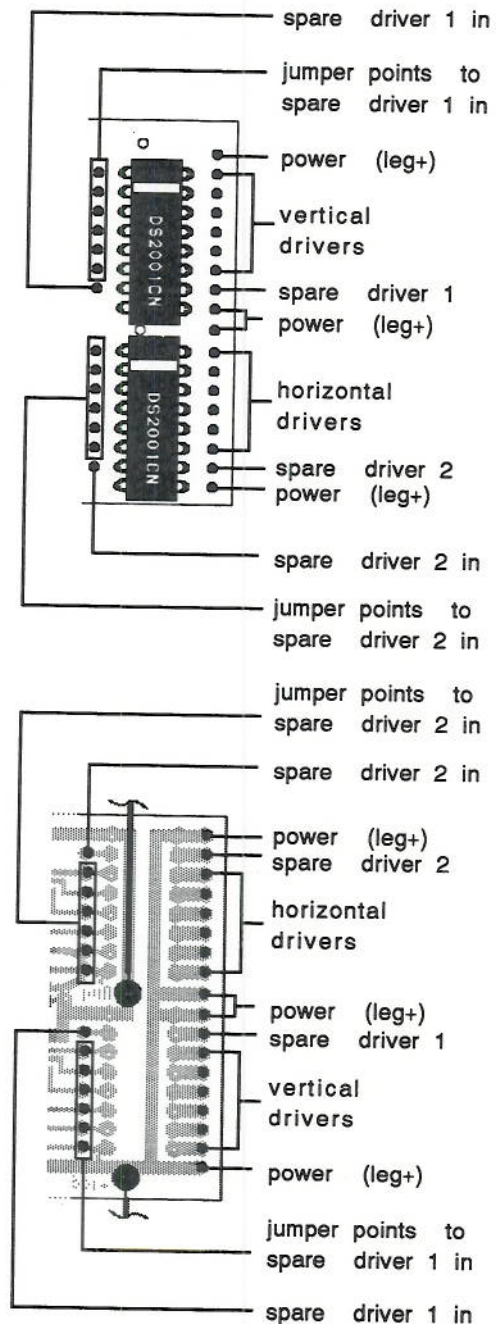 spare driver 1 in
jumper points to
spare driver 1 in
power (leg+)
vertical
drivers
DS2001CN
spare driver 1
power (leg+)
horizontal
drivers
DS2001CN
spare driver 2
power (leg+)
spare driver 2 in
jumper points to
spare driver 2 in
jumper points to
spare driver 2 in
spare driver 2 in
power (leg+)
spare driver 2
horizontal
drivers
power (leg+)
spare driver 1
vertical
drivers
power (leg+)
jumper points to
spare driver 1 in
spare driver 1 in